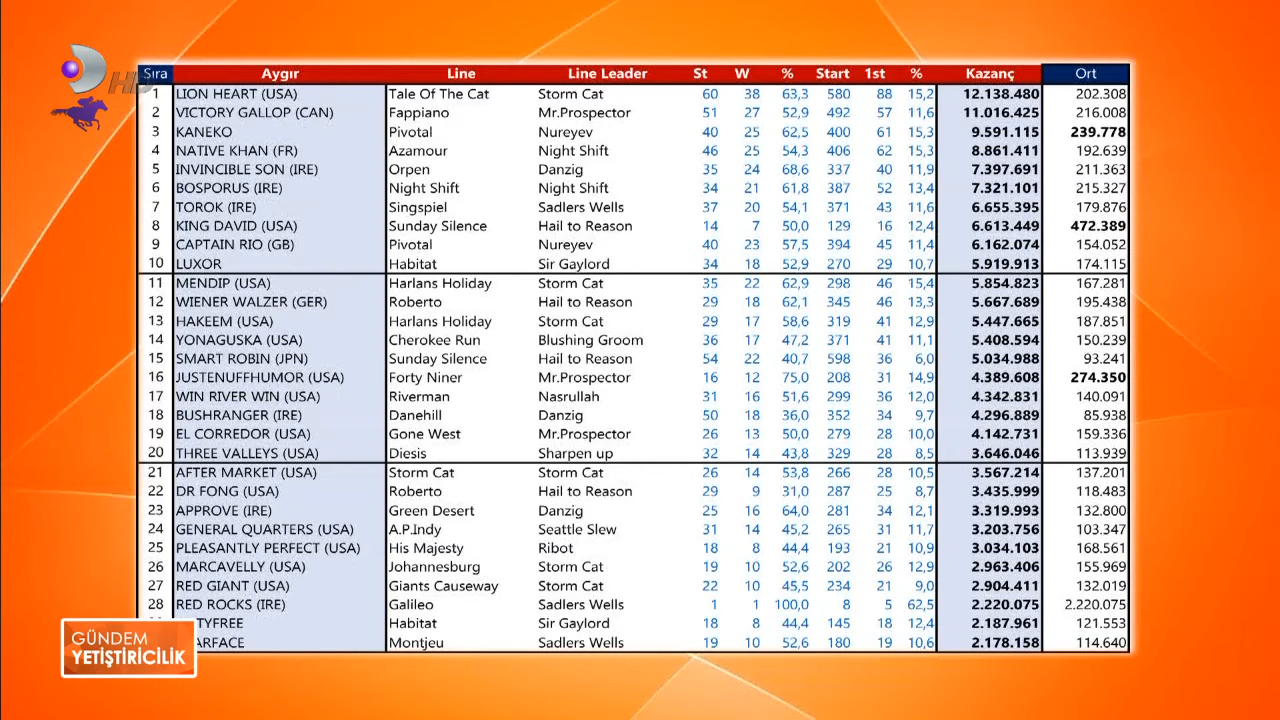 HD
Sıra Aygır Line Line Leader St W % Start 1st % Kazanç Ort
1 LION HEART (USA) Tale Of The Cat Storm Cat 60 38 63,3 580 88 15,2 12.138.480 202.308
2 VICTORY GALLOP (CAN) Fappiano Mr.Prospector 51 27 52,9 492 57 11,6 11.016.425 216.008
3 KANEKO Pivotal Nureyev 40 25 62,5 400 61 15,3 9.591.115 239.778
4 NATIVE KHAN (FR) Azamour Night Shift 46 25 54,3 406 62 15,3 8.861.411 192.639
5 INVINCIBLE SON (IRE) Orpen Danzig 35 24 68,6 337 40 11,9 7.397.691 211.363
6 BOSPORUS (IRE) Night Shift Night Shift 34 21 61,8 387 52 13,4 7.321.101 215.327
7 TOROK (IRE) Singspiel Sadlers Wells 37 20 54,1 371 43 11,6 6.655.395 179.876
8 KING DAVID (USA) Sunday Silence Hail to Reason 14 7 50,0 129 16 12,4 6.613.449 472.389
9 CAPTAIN RIO (GB) Pivotal Nureyev 40 23 57,5 394 45 11,4 6.162.074 154.052
10 LUXOR Habitat Sir Gaylord 34 18 52,9 270 29 10,7 5.919.913 174.115
11 MENDIP (USA) Harlans Holiday Storm Cat 35 22 62,9 298 46 15,4 5.854.823 167.281
12 WIENER WALZER (GER) Roberto Hail to Reason 29 18 62,1 345 46 13,3 5.667.689 195.438
13 HAKEEM (USA) Harlans Holiday Storm Cat 29 17 58,6 319 41 12,9 5.447.665 187.851
14 YONAGUSKA (USA) Cherokee Run Blushing Groom 36 17 47,2 371 41 11,1 5.408.594 150.239
15 SMART ROBIN (JPN) Sunday Silence Hail to Reason 54 22 40,7 598 36 6,0 5.034.988 93.241
16 JUSTENUFFHUMOR (USA) Forty Niner Mr.Prospector 16 12 75,0 208 31 14,9 4.389.608 274.350
17 WIN RIVER WIN (USA) Riverman Nasrullah 31 16 51,6 299 36 12,0 4.342.831 140.091
18 BUSHRANGER (IRE) Danehill Danzig 50 18 36,0 352 34 9,7 4.296.889 85.938
19 EL CORREDOR (USA) Gone West Mr.Prospector 26 13 50,0 279 28 10,0 4.142.731 159.336
20 THREE VALLEYS (USA) Diesis Sharpen up 32 14 43,8 329 28 8,5 3.646.046 113.939
21 AFTER MARKET (USA) Storm Cat Storm Cat 26 14 53,8 266 28 10,5 3.567.214 137.201
22 DR FONG (USA) Roberto Hail to Reason 29 9 31,0 287 25 8,7 3.435.999 118.483
23 APPROVE (IRE) Green Desert Danzig 25 16 64,0 281 34 12,1 3.319.993 132.800
24 GENERAL QUARTERS (USA) A.P.Indy Seattle Slew 31 14 45,2 265 31 11,7 3.203.756 103.347
25 PLEASANTLY PERFECT (USA) His Majesty Ribot 18 8 44,4 193 21 10,9 3.034.103 168.561
26 MARCAVELLY (USA) Johannesburg Storm Cat 19 10 52,6 202 26 12,9 2.963.406 155.969
27 RED GIANT (USA) Giants Causeway Storm Cat 22 10 45,5 234 21 9,0 2.904.411 132.019
28 RED ROCKS (IRE) Galileo Sadlers Wells 1 1 100,0 8 5 62,5 2.220.075 2.220.075
Habitat Sir Gaylord 18 8 44,4 145 18 12,4 2.187.961 121.553
Montjeu Sadlers Wells 19 10 52,6 180 19 10,6 2.178.158 114.640
GÜNDEM
YETİŞTİRİCİLİK